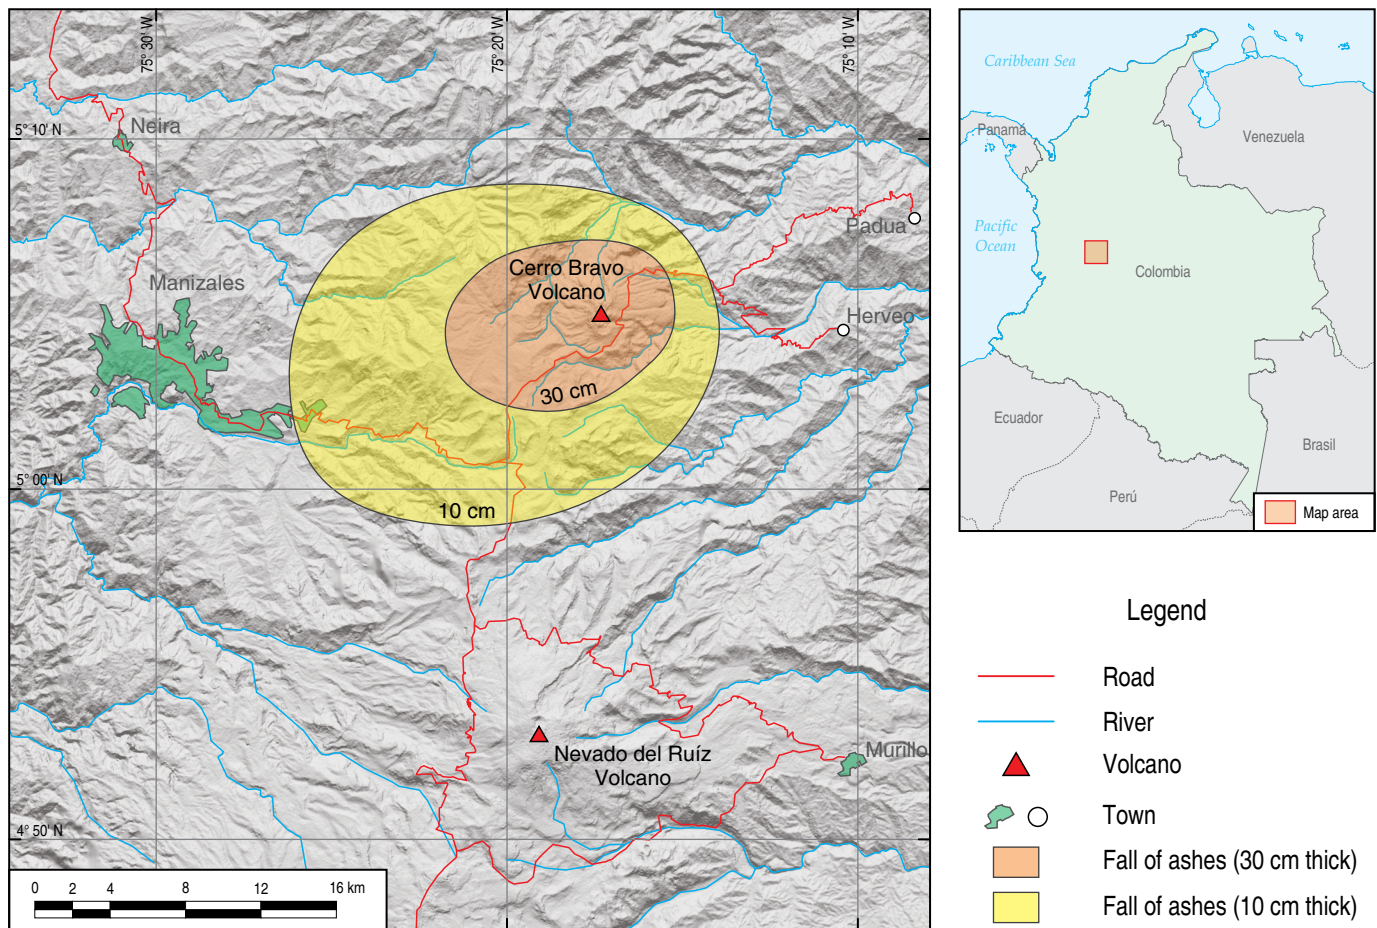 75° 30' W
75° 20' W
75° 10' W
5° 10' N
5° 00' N
4° 50' N
Neira
Padua
Manizales
Cerro Bravo
Volcano
Herveo
30 cm
10 cm
Nevado del Ruíz
Volcano
Murillo
0 2 4 8 12 16 km
Caribbean Sea
Panamá
Venezuela
Pacific
Ocean
Colombia
Ecuador
Brasil
Perú
Map area
Legend
Road
River
Volcano
Town
Fall of ashes (30 cm thick)
Fall of ashes (10 cm thick)